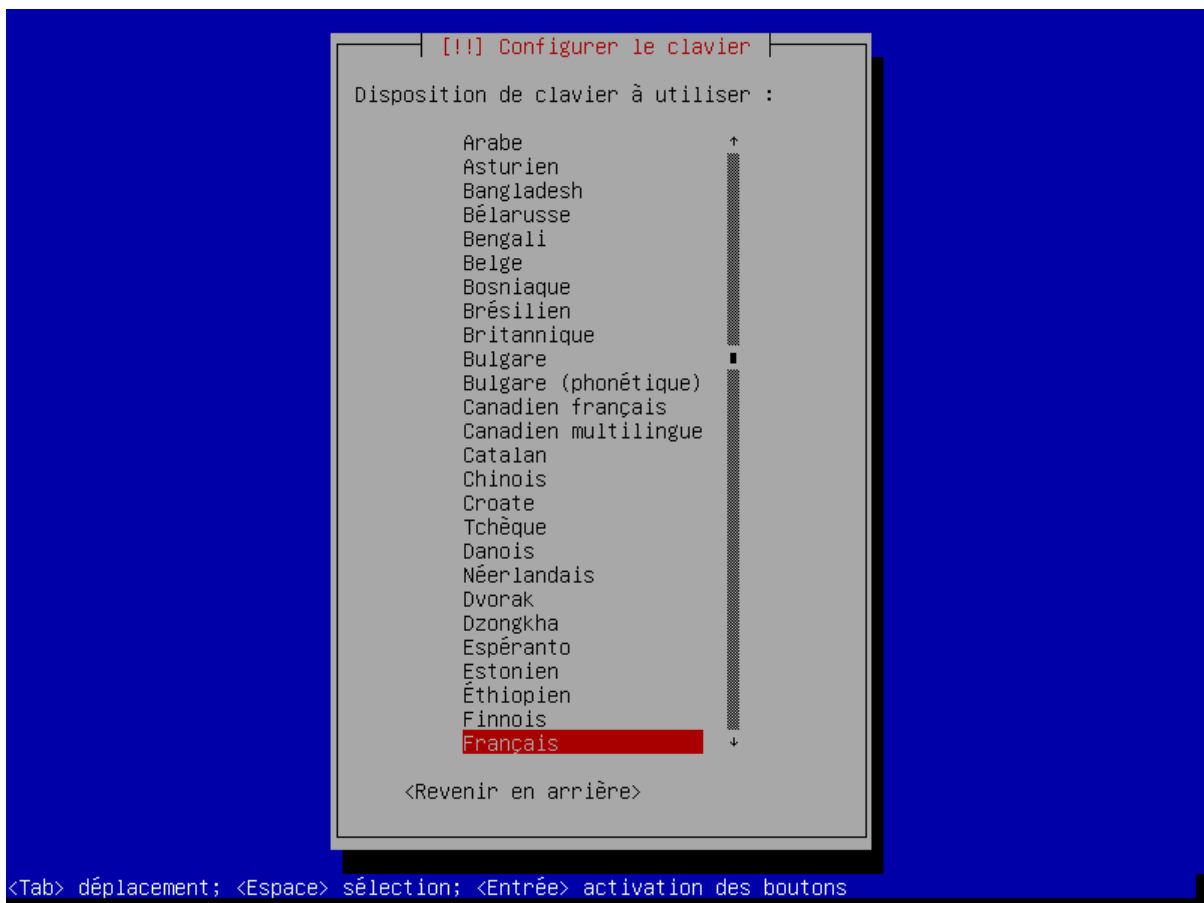 [!!] Configurer le clavier
Disposition de clavier à utiliser :
Arabe
Asturien
Bangladesh
Bélarusse
Bengali
Belge
Bosniaque
Brésilien
Britannique
Bulgare
Bulgare (phonétique)
Canadien français
Canadien multilingue
Catalan
Chinois
Croate
Tchèque
Danois
Néerlandais
Dvorak
Dzongkha
Espéranto
Estonien
Éthiopien
Finnois
Français
<Revenir en arrière>
<Tab> déplacement; <Espace> sélection; <Entrée> activation des boutons